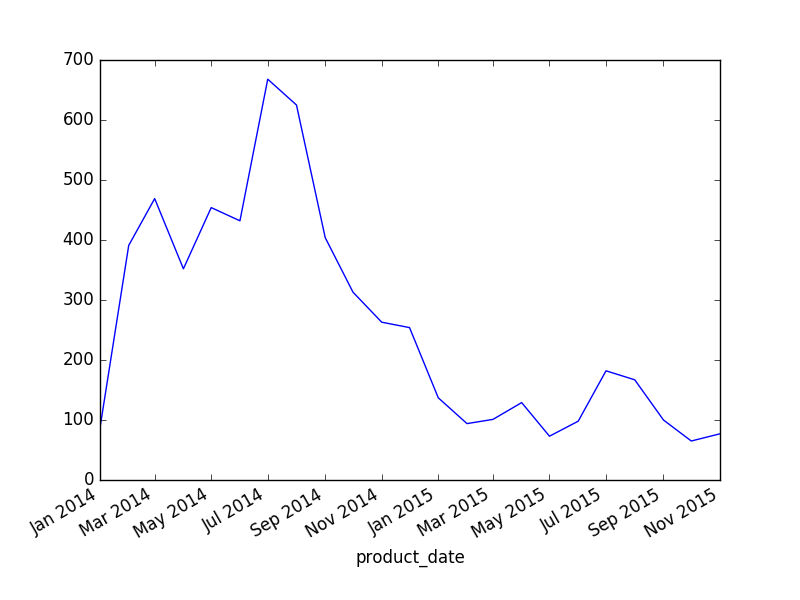 700
600
500
400
300
200
100
0
Jan 2014
Mar 2014
May 2014
Jul 2014
Sep 2014
Nov 2014
Jan 2015
Mar 2015
May 2015
Jul 2015
Sep 2015
Nov 2015
product_date